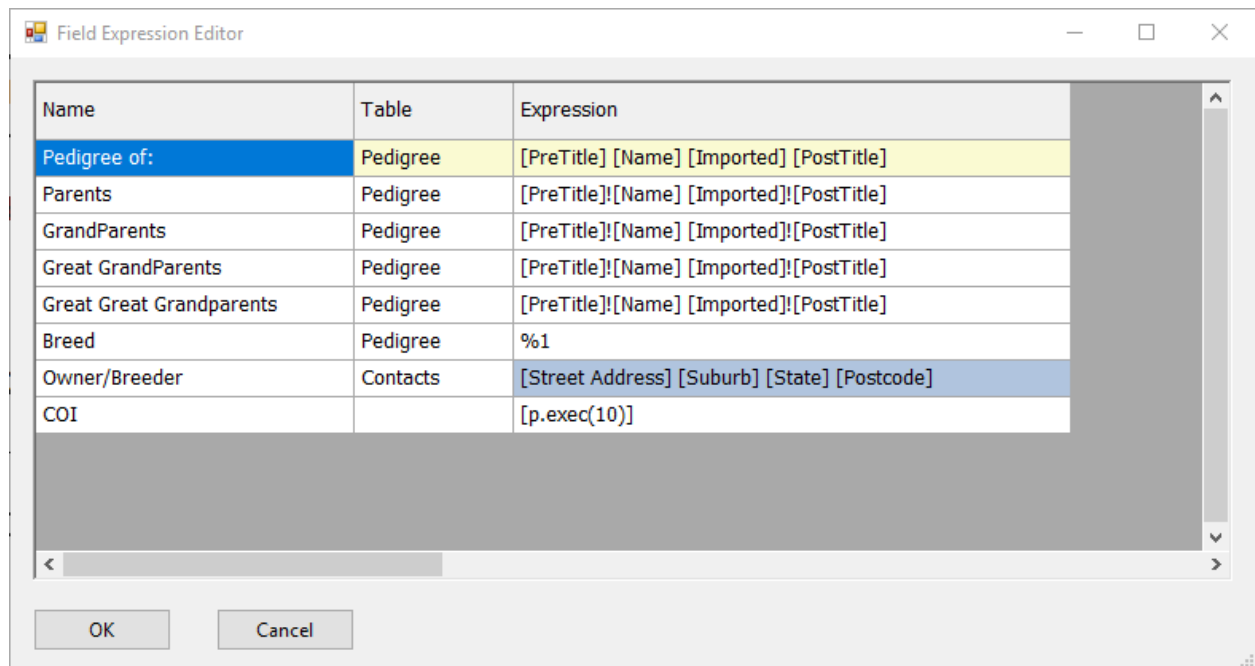 Field Expression Editor
Name Table Expression
Pedigree of: Pedigree [PreTitle] [Name] [Imported] [PostTitle]
Parents Pedigree [PreTitle]![Name] [Imported]![PostTitle]
GrandParents Pedigree [PreTitle]![Name] [Imported]![PostTitle]
Great GrandParents Pedigree [PreTitle]![Name] [Imported]![PostTitle]
Great Great Grandparents Pedigree [PreTitle]![Name] [Imported]![PostTitle]
Breed Pedigree %1
Owner/Breeder Contacts [Street Address] [Suburb] [State] [Postcode]
COI [p.exec(10)]
OK Cancel